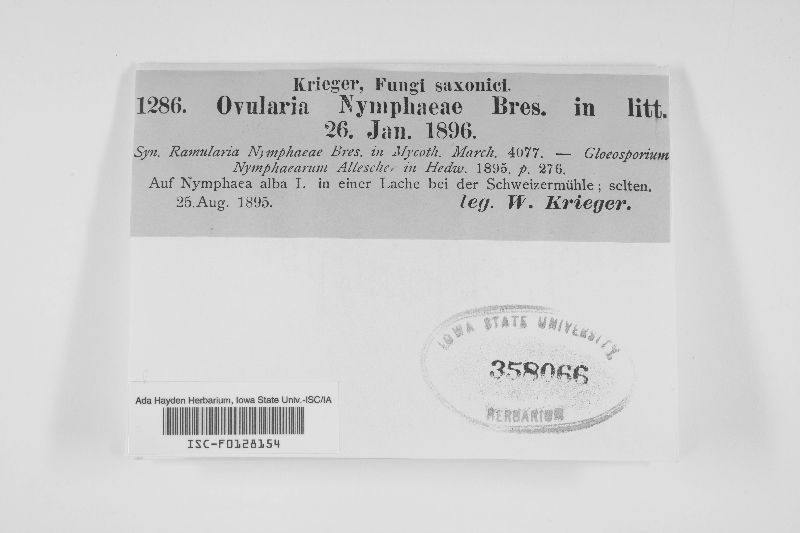 Krieger, Fungi saxonici.
1286. Ovularia Nymphaeae Bres. in litt.
26. Jan. 1896.
Syn. Ramularia Nymphaeae Bres. in Mycoth. March. 4077. — Gloeosporium
Nymphaearum Allescher in Hedw. 1895. p. 276.
Auf Nymphaea alba L. in einer Lache bei der Schweizermühle; selten.
25. Aug. 1895. leg. W. Krieger.
IOWA STATE UNIVERSITY,
358066
HERBARIUM
Ada Hayden Herbarium, Iowa State Univ.-ISC/IA
ISC-F0128154